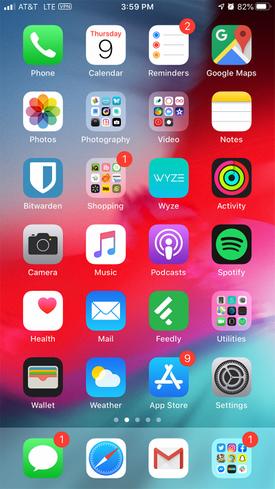 AT&T LTE VPN 3:59 PM 82%
Thursday 2
9
Phone Calendar Reminders Google Maps
Photos Photography Video Notes
1
WYZE
Bitwarden Shopping Wyze Activity
Camera Music Podcasts Spotify
Health Mail Feedly Utilities
9
Wallet Weather App Store Settings
1 1